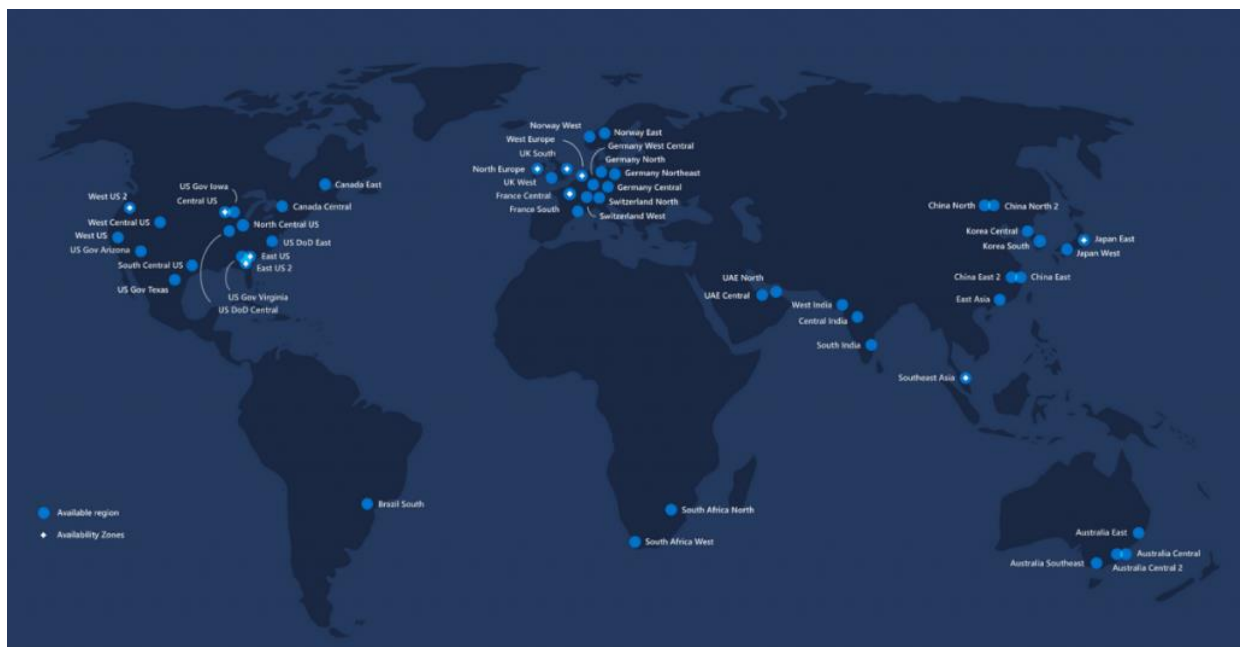 Norway West
Norway East
West Europe
Germany West Central
UK South
Germany North
North Europe
Germany Northeast
UK West
Germany Central
France Central
Switzerland North
France South
Switzerland West
US Gov Iowa
Canada East
West US 2
Central US
Canada Central
West Central US
North Central US
West US
US DoD East
US Gov Arizona
East US
South Central US
East US 2
US Gov Texas
US Gov Virginia
US DoD Central
China North
China North 2
Korea Central
Japan East
Korea South
Japan West
UAE North
China East 2
China East
UAE Central
East Asia
West India
Central India
South India
Southeast Asia
Brazil South
South Africa North
South Africa West
Australia East
Australia Central
Australia Southeast
Australia Central 2
Available region
Availability Zones